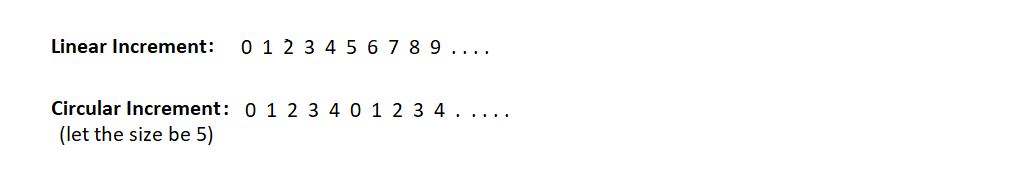 Linear Increment: 0 1 2 3 4 5 6 7 8 9 ....
Circular Increment: 0 1 2 3 4 0 1 2 3 4 . ....
(let the size be 5)